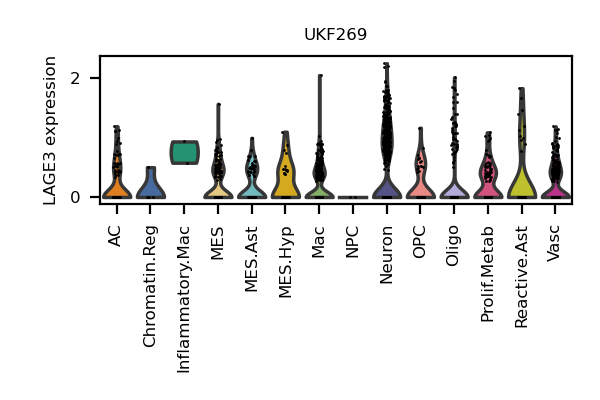 UKF269
LAGE3 expression
2
0
AC
Chromatin.Reg
Inflammatory.Mac
MES
MES.Ast
MES.Hyp
Mac
NPC
Neuron
OPC
Oligo
Prolif.Metab
Reactive.Ast
Vasc